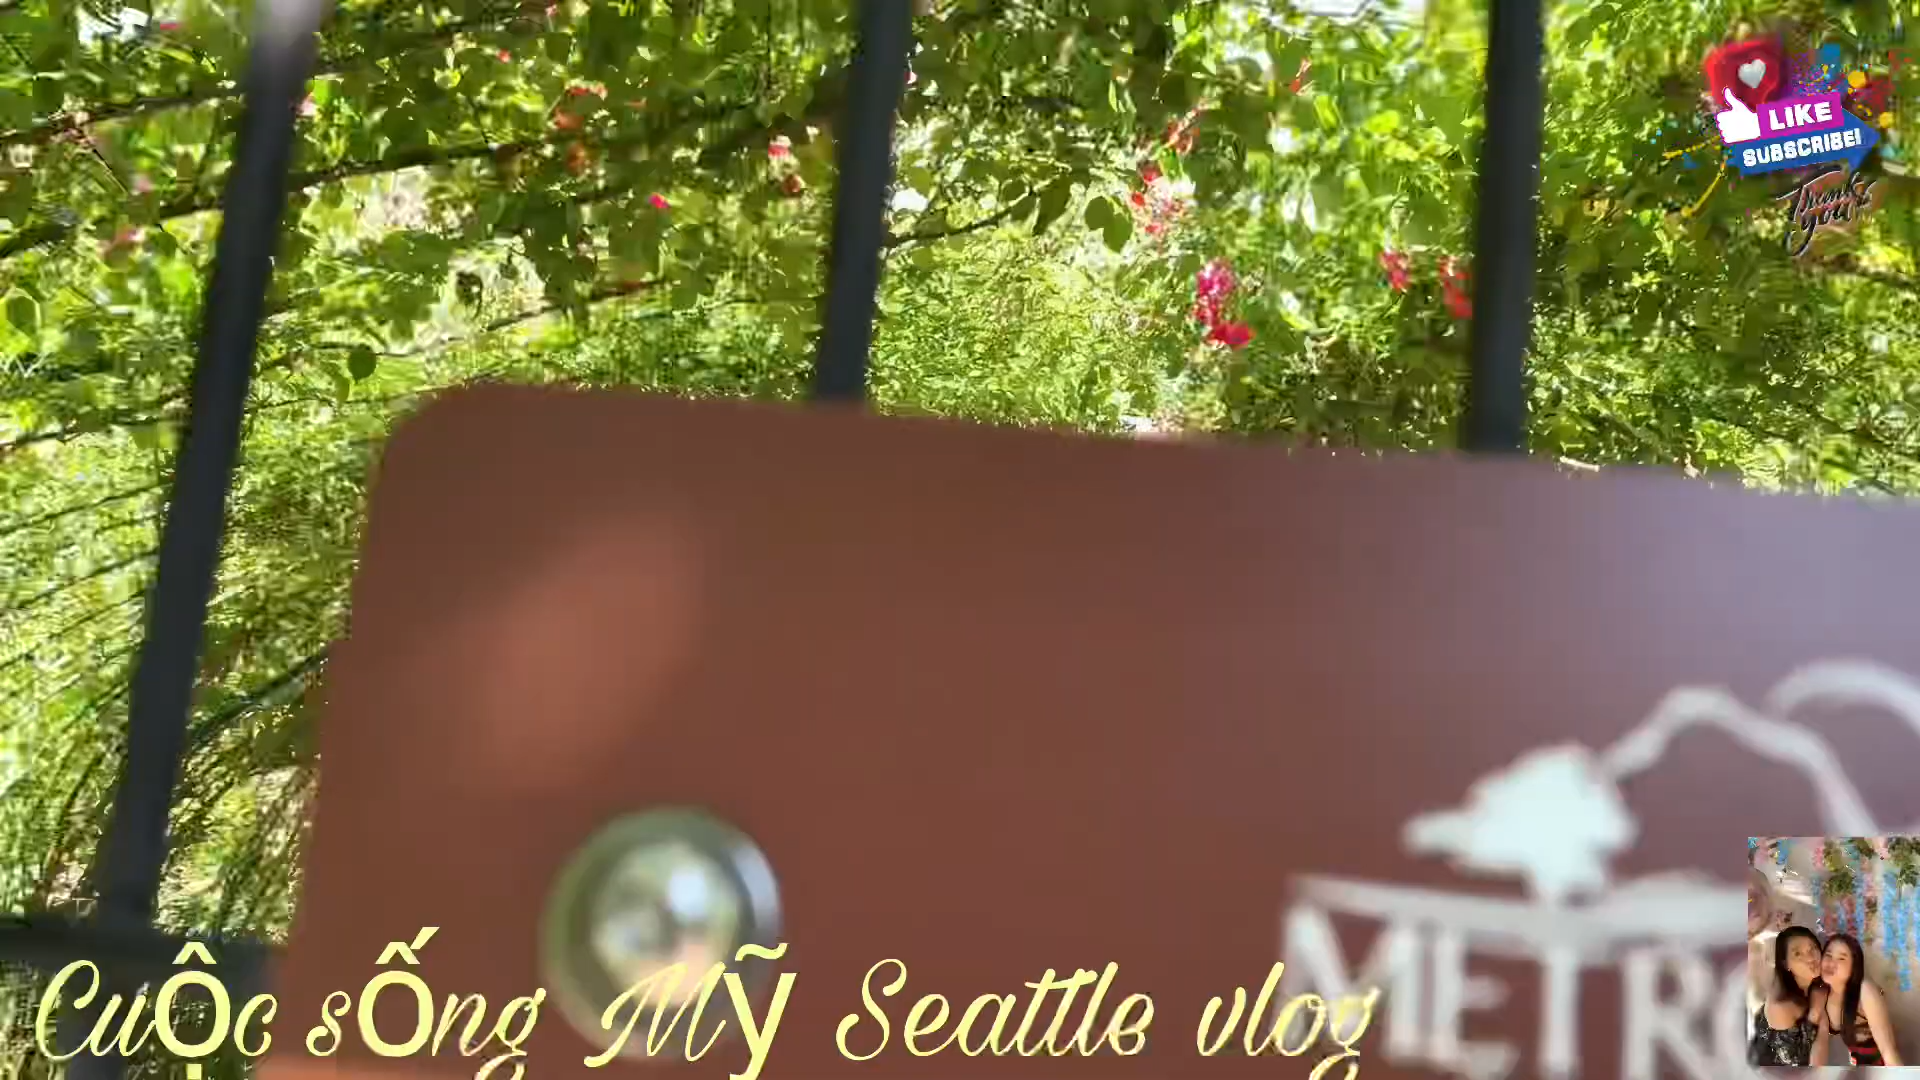 LIKE
SUBSCRIBE!
Thank
you
METRO
Cuộc sống Mỹ Seattle vlog